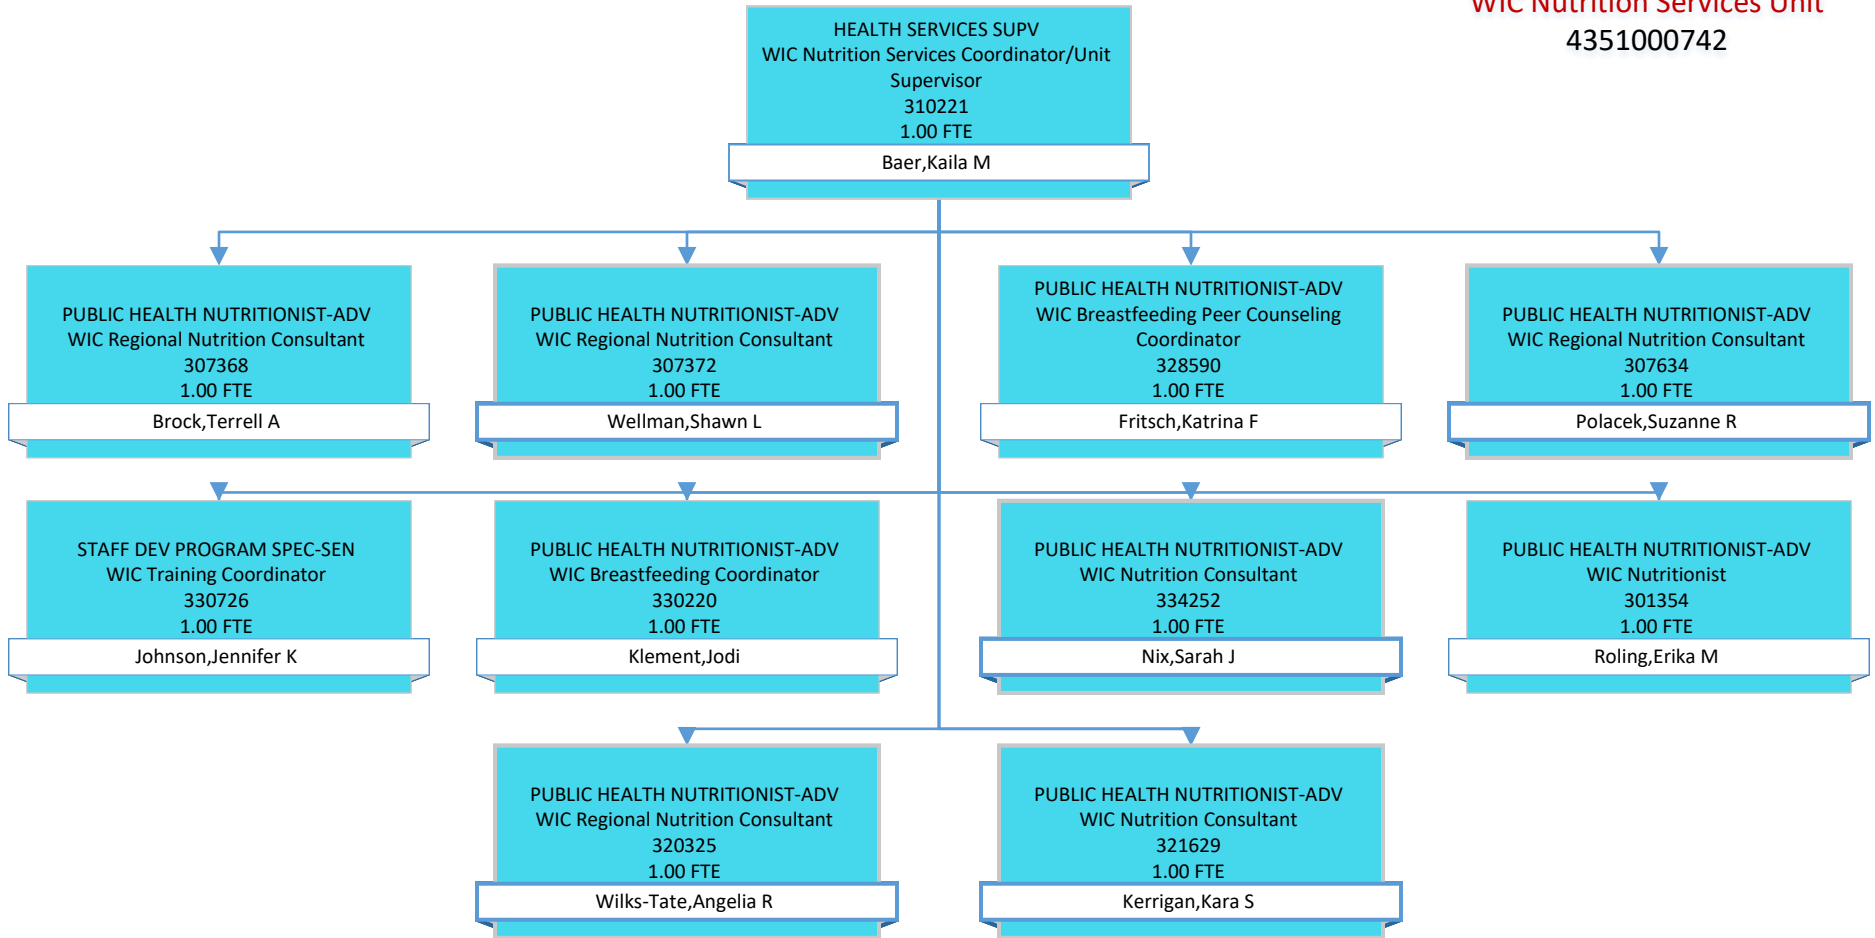 WIC Nutrition Services Unit
4351000742
HEALTH SERVICES SUPV
WIC Nutrition Services Coordinator/Unit
Supervisor
310221
1.00 FTE
Baer,Kaila M
PUBLIC HEALTH NUTRITIONIST-ADV
WIC Regional Nutrition Consultant
307368
1.00 FTE
Brock,Terrell A
PUBLIC HEALTH NUTRITIONIST-ADV
WIC Regional Nutrition Consultant
307372
1.00 FTE
Wellman,Shawn L
PUBLIC HEALTH NUTRITIONIST-ADV
WIC Breastfeeding Peer Counseling
Coordinator
328590
1.00 FTE
Fritsch,Katrina F
PUBLIC HEALTH NUTRITIONIST-ADV
WIC Regional Nutrition Consultant
307634
1.00 FTE
Polacek,Suzanne R
STAFF DEV PROGRAM SPEC-SEN
WIC Training Coordinator
330726
1.00 FTE
Johnson,Jennifer K
PUBLIC HEALTH NUTRITIONIST-ADV
WIC Breastfeeding Coordinator
330220
1.00 FTE
Klement,Jodi
PUBLIC HEALTH NUTRITIONIST-ADV
WIC Nutrition Consultant
334252
1.00 FTE
Nix,Sarah J
PUBLIC HEALTH NUTRITIONIST-ADV
WIC Nutritionist
301354
1.00 FTE
Roling,Erika M
PUBLIC HEALTH NUTRITIONIST-ADV
WIC Regional Nutrition Consultant
320325
1.00 FTE
Wilks-Tate,Angelia R
PUBLIC HEALTH NUTRITIONIST-ADV
WIC Nutrition Consultant
321629
1.00 FTE
Kerrigan,Kara S